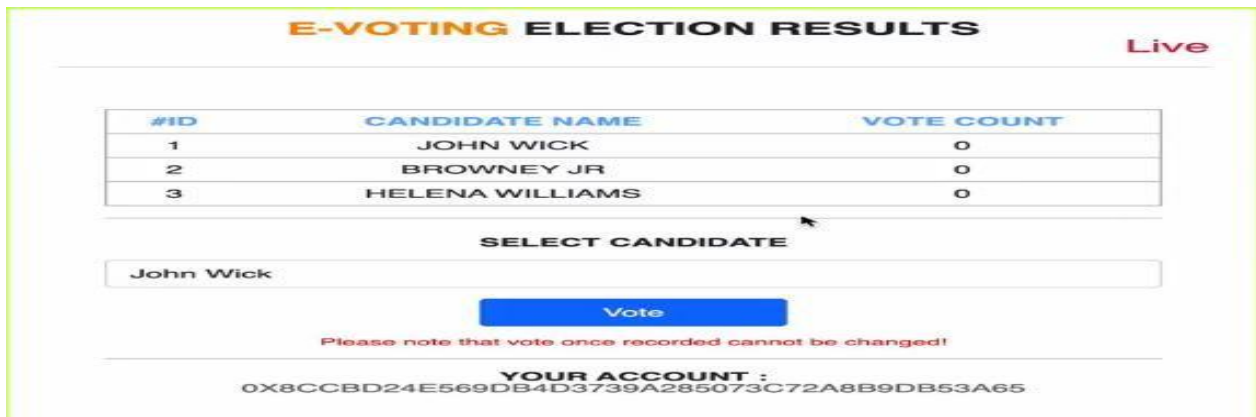 E-VOTING ELECTION RESULTS
Live
#ID CANDIDATE NAME VOTE COUNT
1 JOHN WICK 0
2 BROWNEY JR 0
3 HELENA WILLIAMS 0
SELECT CANDIDATE
John Wick
Vote
Please note that vote once recorded cannot be changed!
YOUR ACCOUNT :
0X8CCBD24E569DB4D3739A285073C72A8B9DB53A65